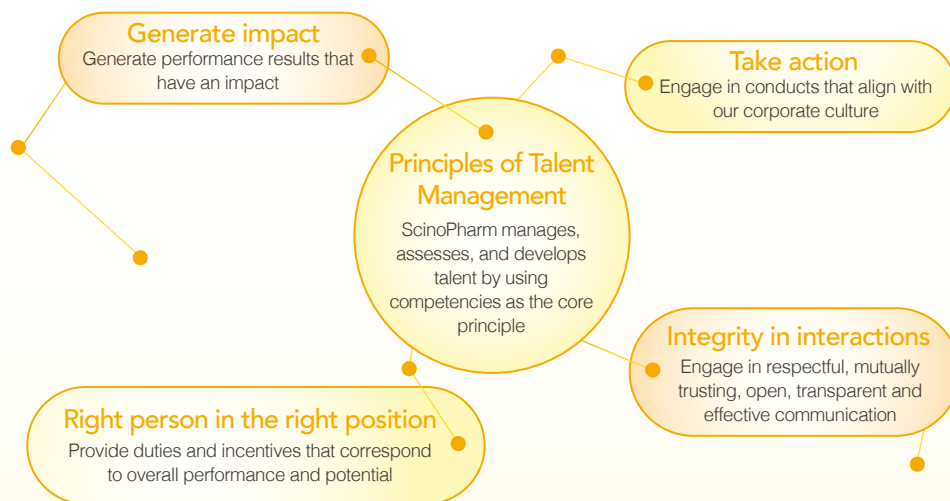 Generate impact
Generate performance results that
have an impact
Take action
Engage in conducts that align with
our corporate culture
Principles of Talent
Management
ScinoPharm manages,
assesses, and develops
talent by using
competencies as the core
principle
Integrity in interactions
Engage in respectful, mutually
trusting, open, transparent and
effective communication
Right person in the right position
Provide duties and incentives that correspond
to overall performance and potential